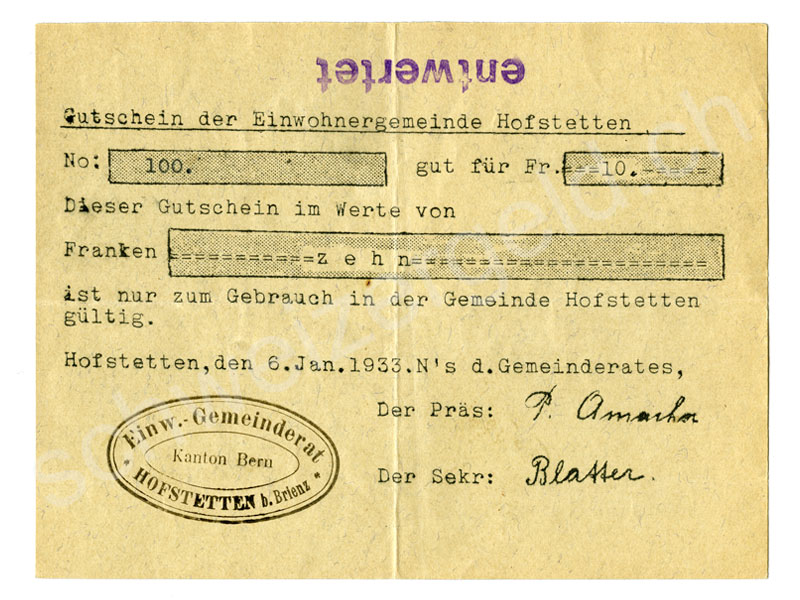 entwertet
Gutschein der Einwohnergemeinde Hofstetten
No: 100. gut für Fr.===10.-====
Dieser Gutschein im Werte von
Franken ===========z e h n======================
ist nur zum Gebrauch in der Gemeinde Hofstetten
gültig.
Hofstetten,den 6.Jan.1933.N's d.Gemeinderates,
Der Präs: P. Amacher
Der Sekr: Blatter.
Einw.-Gemeinderat
Kanton Bern
* HOFSTETTEN b. Brienz *
schweizergeld.ch